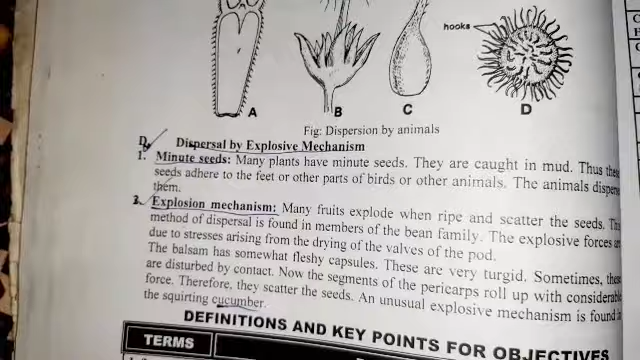 hooks
A B C D
Fig: Dispersion by animals
D. Dispersal by Explosive Mechanism
1. Minute seeds: Many plants have minute seeds. They are caught in mud. Thus these
seeds adhere to the feet or other parts of birds or other animals. The animals disperse
them.
2. Explosion mechanism: Many fruits explode when ripe and scatter the seeds. This
method of dispersal is found in members of the bean family. The explosive forces are
due to stresses arising from the drying of the valves of the pod.
The balsam has somewhat fleshy capsules. These are very turgid. Sometimes, these
are disturbed by contact. Now the segments of the pericarps roll up with considerable
force. Therefore, they scatter the seeds. An unusual explosive mechanism is found in
the squirting cucumber.
DEFINITIONS AND KEY POINTS FOR OBJECTIVES
TERMS